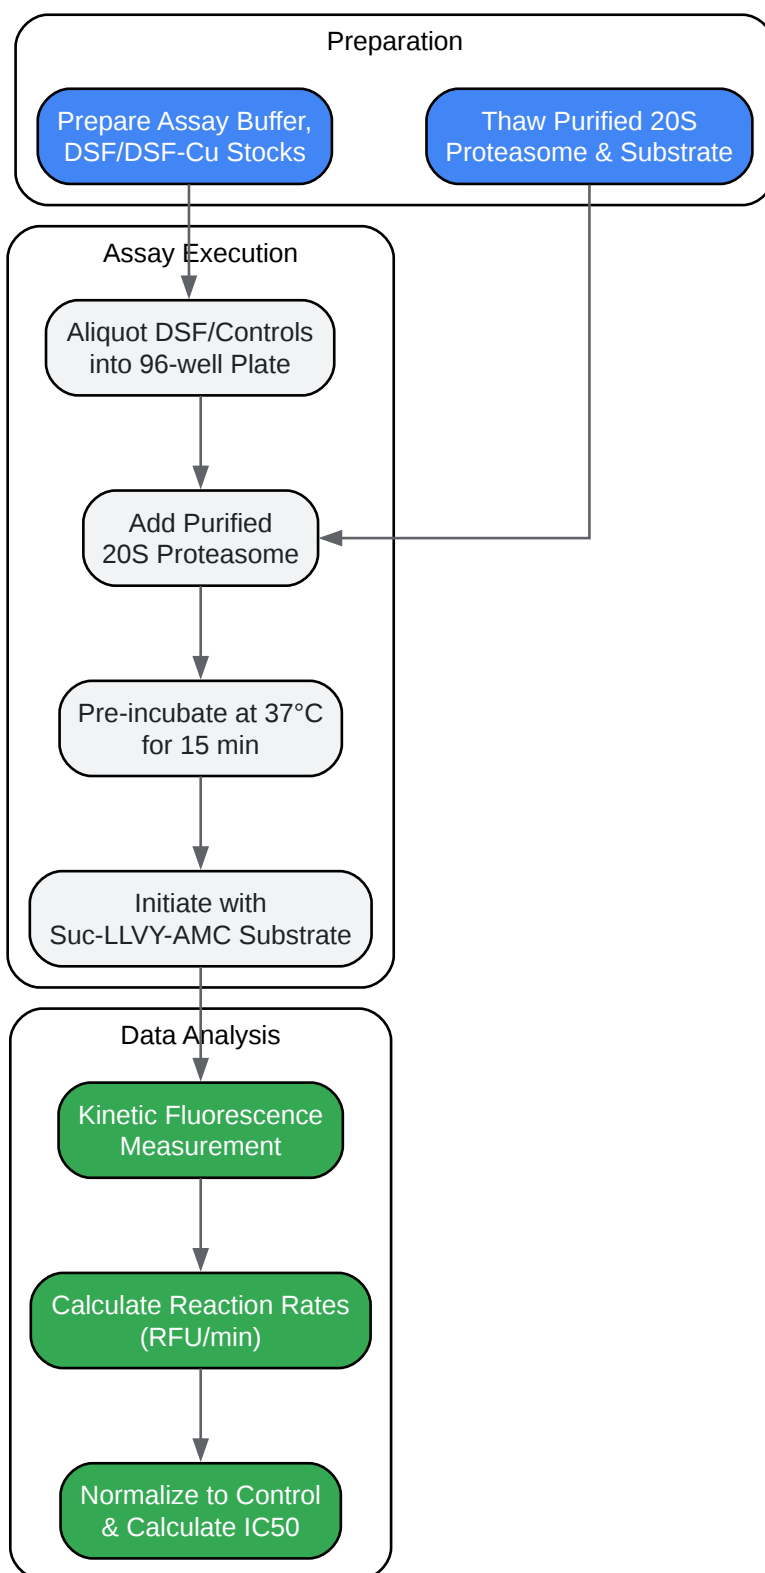 Preparation
Prepare Assay Buffer,
DSF/DSF-Cu Stocks
Thaw Purified 20S
Proteasome & Substrate
Assay Execution
Aliquot DSF/Controls
into 96-well Plate
Add Purified
20S Proteasome
Pre-incubate at 37°C
for 15 min
Initiate with
Suc-LLVY-AMC Substrate
Data Analysis
Kinetic Fluorescence
Measurement
Calculate Reaction Rates
(RFU/min)
Normalize to Control
& Calculate IC50